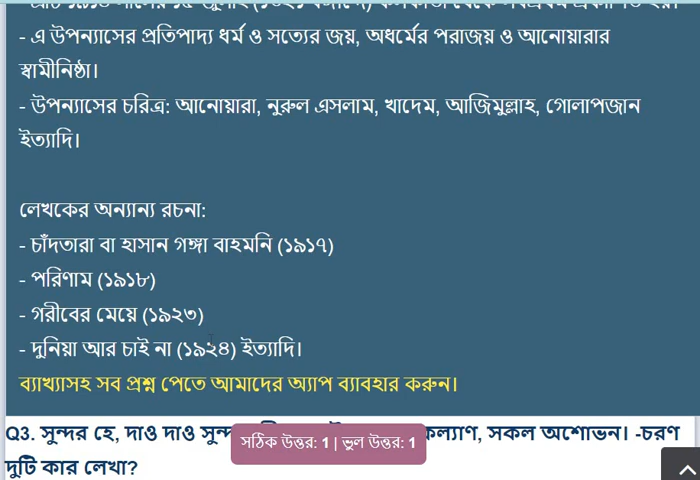 - এ উপন্যাসের প্রতিপাদ্য ধর্ম ও সত্যের জয়, অধর্মের পরাজয় ও আনোয়ারার
স্বামীনিষ্ঠা।
- উপন্যাসের চরিত্র: আনোয়ারা, নুরুল এসলাম, খাদেম, আজিমুল্লাহ, গোলাপজান
ইত্যাদি।
লেখকের অন্যান্য রচনা:
- চাঁদতারা বা হাসান গঙ্গা বাহমনি (১৯১৭)
- পরিণাম (১৯১৮)
- গরীবের মেয়ে (১৯২৩)
- দুনিয়া আর চাই না (১৯২৪) ইত্যাদি।
ব্যাখ্যাসহ সব প্রশ্ন পেতে আমাদের অ্যাপ ব্যাবহার করুন।
Q3. সুন্দর হে, দাও দাও কল্যাণ, সকল অশোভন। -চরণ
সঠিক উত্তর: 1 | ভুল উত্তর: 1
দুটি কার লেখা?